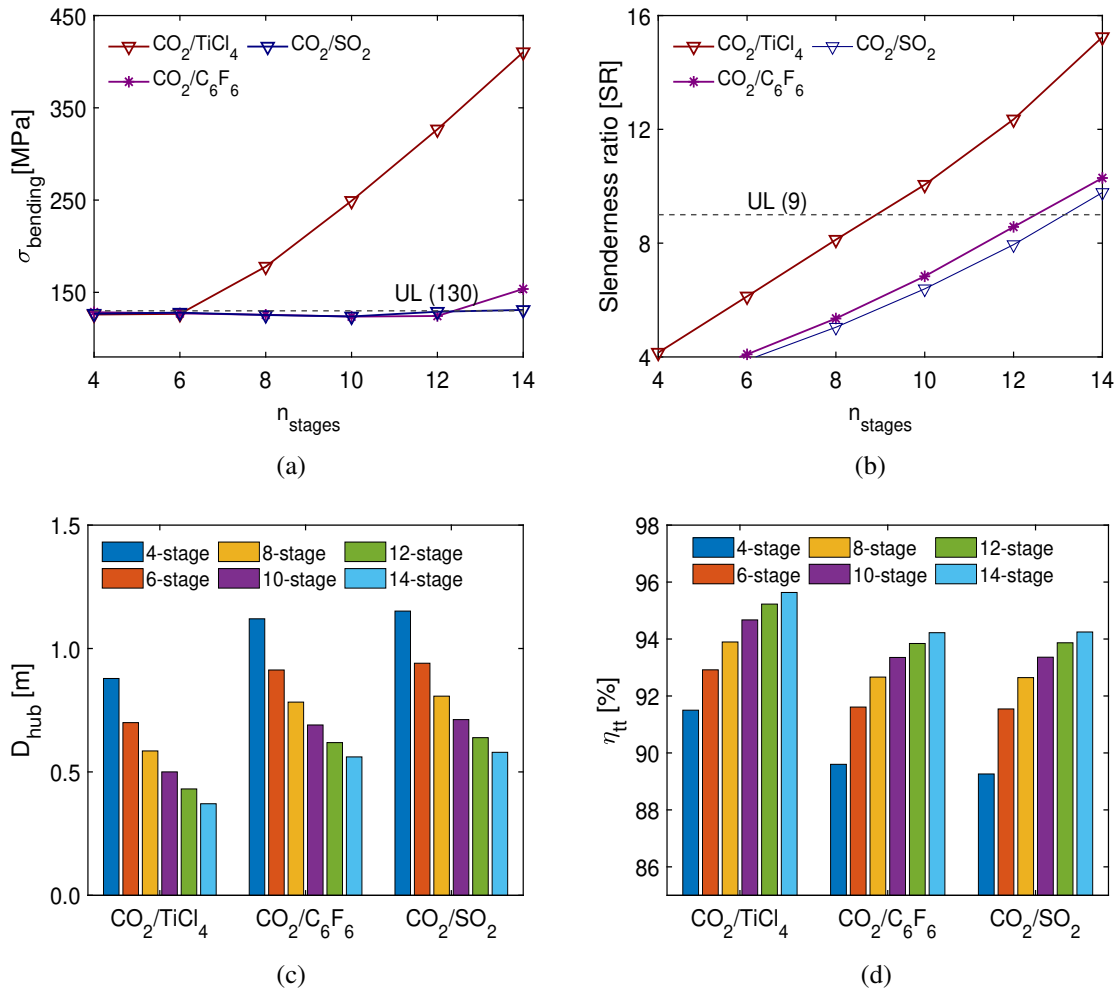 450
350
250
150
σbending[MPa]
CO2/TiCl4 CO2/SO2
CO2/C6F6
UL (130)
4 6 8 10 12 14
nstages
(a)
16
12
8
4
Slenderness ratio [SR]
CO2/TiCl4 CO2/SO2
CO2/C6F6
UL (9)
4 6 8 10 12 14
nstages
(b)
1.5
1.0
0.5
0.0
Dhub [m]
4-stage 8-stage 12-stage
6-stage 10-stage 14-stage
CO2/TiCl4 CO2/C6F6 CO2/SO2
(c)
98
96
94
92
90
88
86
ηtt [%]
4-stage 8-stage 12-stage
6-stage 10-stage 14-stage
CO2/TiCl4 CO2/C6F6 CO2/SO2
(d)